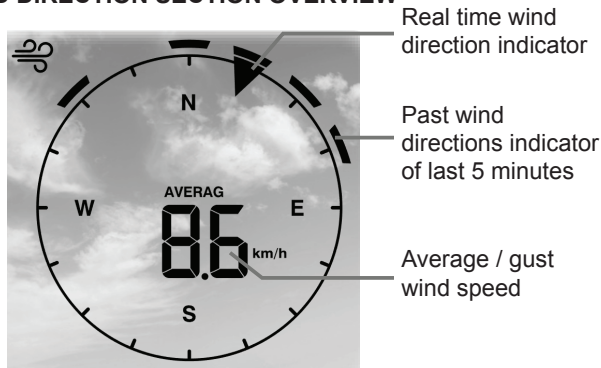 DIRECTION SECTION OVERVIEW
Real time wind
direction indicator
N
Past wind
directions indicator
of last 5 minutes
AVERAG
W
E
8.6 km/h
Average / gust
wind speed
S